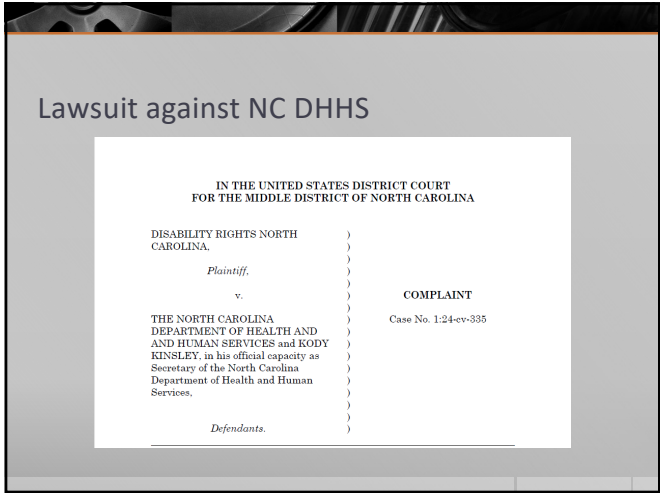 Lawsuit against NC DHHS
IN THE UNITED STATES DISTRICT COURT
FOR THE MIDDLE DISTRICT OF NORTH CAROLINA
DISABILITY RIGHTS NORTH )
CAROLINA, )
)
Plaintiff, )
)
v. ) COMPLAINT
)
THE NORTH CAROLINA ) Case No. 1:24-cv-335
DEPARTMENT OF HEALTH AND )
AND HUMAN SERVICES and KODY )
KINSLEY, in his official capacity as )
Secretary of the North Carolina )
Department of Health and Human )
Services, )
)
)
Defendants. )